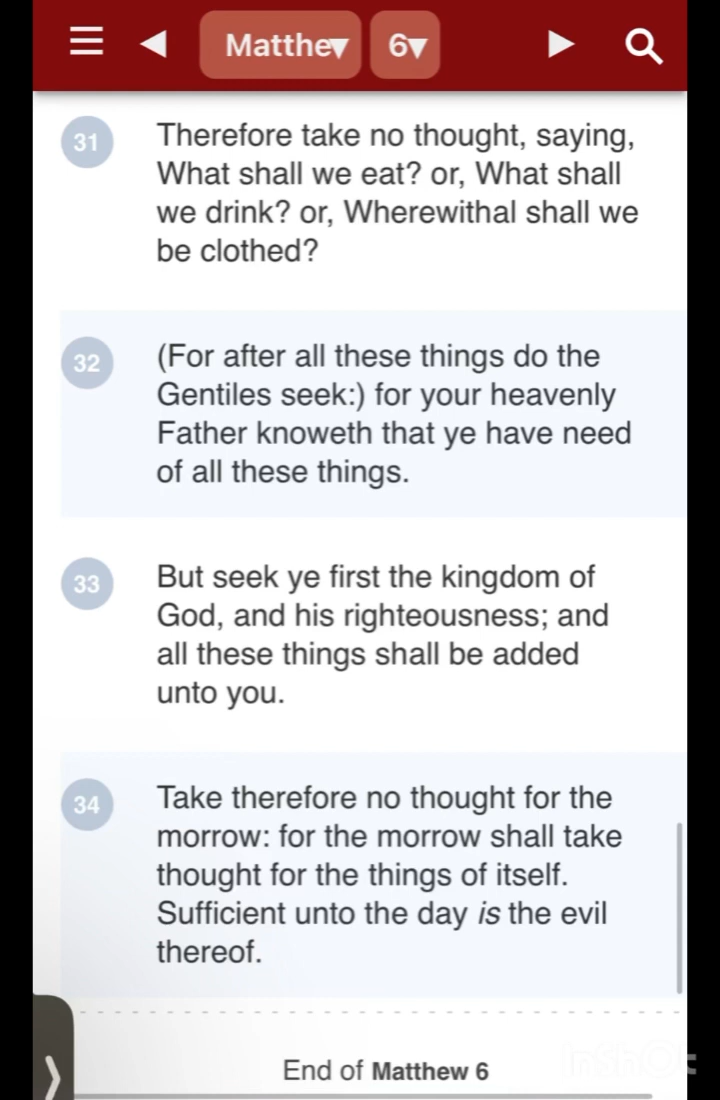 Matthe
6
31
Therefore take no thought, saying,
What shall we eat? or, What shall
we drink? or, Wherewithal shall we
be clothed?
32
(For after all these things do the
Gentiles seek:) for your heavenly
Father knoweth that ye have need
of all these things.
33
But seek ye first the kingdom of
God, and his righteousness; and
all these things shall be added
unto you.
34
Take therefore no thought for the
morrow: for the morrow shall take
thought for the things of itself.
Sufficient unto the day is the evil
thereof.
End of Matthew 6
InShOt